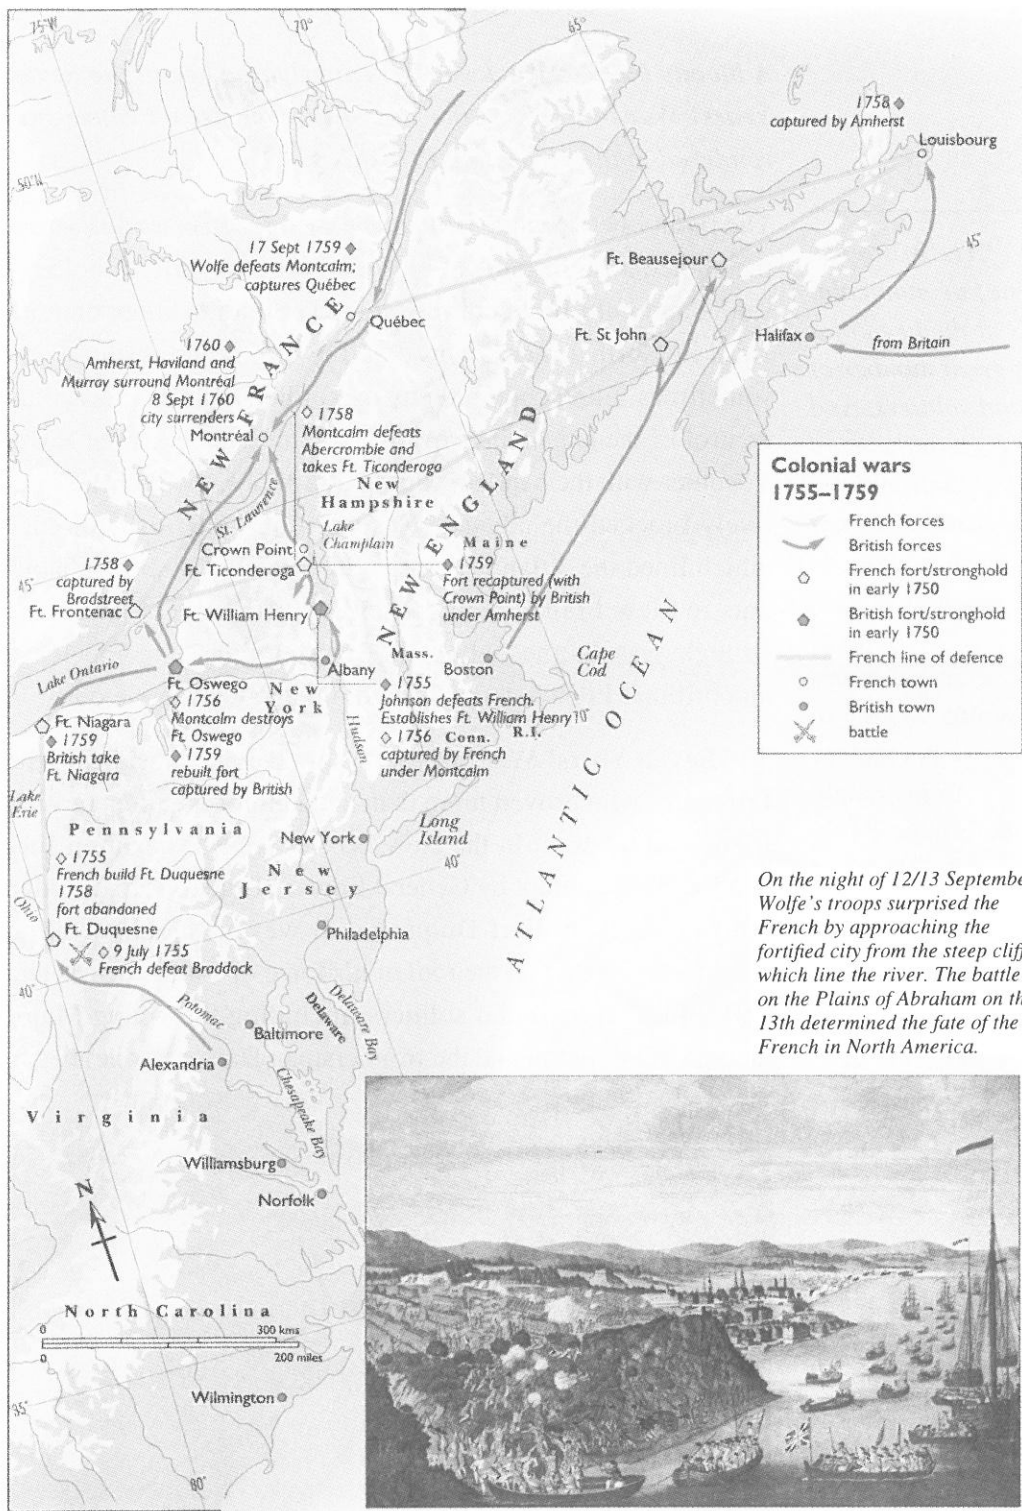 75°W
70°
65°
50°N
1758
captured by Amherst
Louisbourg
45°
17 Sept 1759
Wolfe defeats Montcalm;
captures Québec
Ft. Beausejour
Québec
Ft St John
Halifax
from Britain
NEW FRANCE
1760
Amherst, Haviland and
Murray surround Montréal
8 Sept 1760
city surrenders
Montréal
1758
Montcalm defeats
Abercrombie and
takes Ft. Ticonderoga
New
Hampshire
NEW ENGLAND
St. Lawrence
Lake
Champlain
Maine
Crown Point
Ft. Ticonderoga
1759
Fort recaptured (with
Crown Point) by British
under Amherst
45°
1758
captured by
Bradstreet
Ft. Frontenac
Ft. William Henry
Mass.
Boston
Cape
Cod
Albany
Lake Ontario
Ft. Oswego
1756
Montcalm destroys
Ft. Oswego
1759
rebuilt fort
captured by British
New
York
1755
Johnson defeats French.
Establishes Ft. William Henry
70°
Conn.
R.I.
1756
captured by French
under Montcalm
Hudson
Ft. Niagara
1759
British take
Ft. Niagara
Lake
Erie
ATLANTIC OCEAN
Pennsylvania
New York
Long
Island
40°
1755
French build Ft. Duquesne
1758
fort abandoned
Ft. Duquesne
Ohio
New
Jersey
Philadelphia
9 July 1755
French defeat Braddock
40°
Potomac
Baltimore
Delaware
Delaware Bay
Alexandria
Chesapeake Bay
Virginia
Williamsburg
Norfolk
N
North Carolina
0 300 kms
0 200 miles
Wilmington
35°
80°
Colonial wars
1755–1759
French forces
British forces
French fort/stronghold
in early 1750
British fort/stronghold
in early 1750
French line of defence
French town
British town
battle
On the night of 12/13 Septembe
Wolfe's troops surprised the
French by approaching the
fortified city from the steep cliff
which line the river. The battle
on the Plains of Abraham on th
13th determined the fate of the
French in North America.